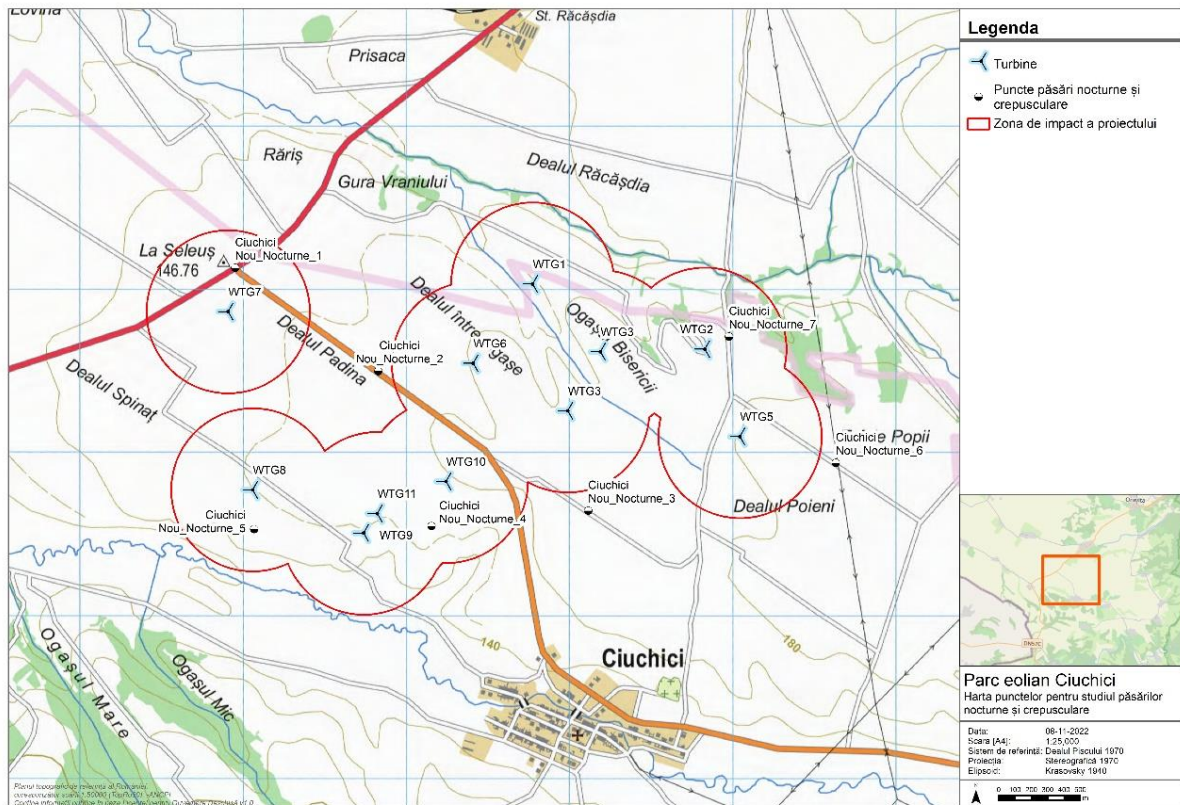 Lovina
St. Răcășdia
Prisaca
Răriș
Gura Vraniului
Dealul Răcășdia
La Seleuș
146.76
Ciuchici
Nou_Nocturne_1
WTG7
WTG1
Dealul Padina
Ciuchici
Nou_Nocturne_2
WTG6
WTG3
WTG2
Ciuchici
Nou_Nocturne_7
Bisericii
Dealul Spinaț
WTG3
WTG5
Popii
Ciuchici
Nou_Nocturne_6
WTG8
WTG10
Ciuchici
Nou_Nocturne_3
Dealul Poieni
WTG11
Ciuchici
Nou_Nocturne_4
Ciuchici
Nou_Nocturne_5
WTG9
140
180
Ciuchici
Ogașul Mare
Ogașul Mic
Legenda
Turbine
Puncte păsări nocturne și
crepusculare
Zona de impact a proiectului
Parc eolian Ciuchici
Harta punctelor pentru studiul păsărilor
nocturne și crepusculare
Data: 08-11-2022
Scara [A4]: 1:25,000
Sistem de referință: Dealul Piscului 1970
Proiecția: Stereografică 1970
Elipsoid: Krasovsky 1940
A
0 100 200 300 400 500
m